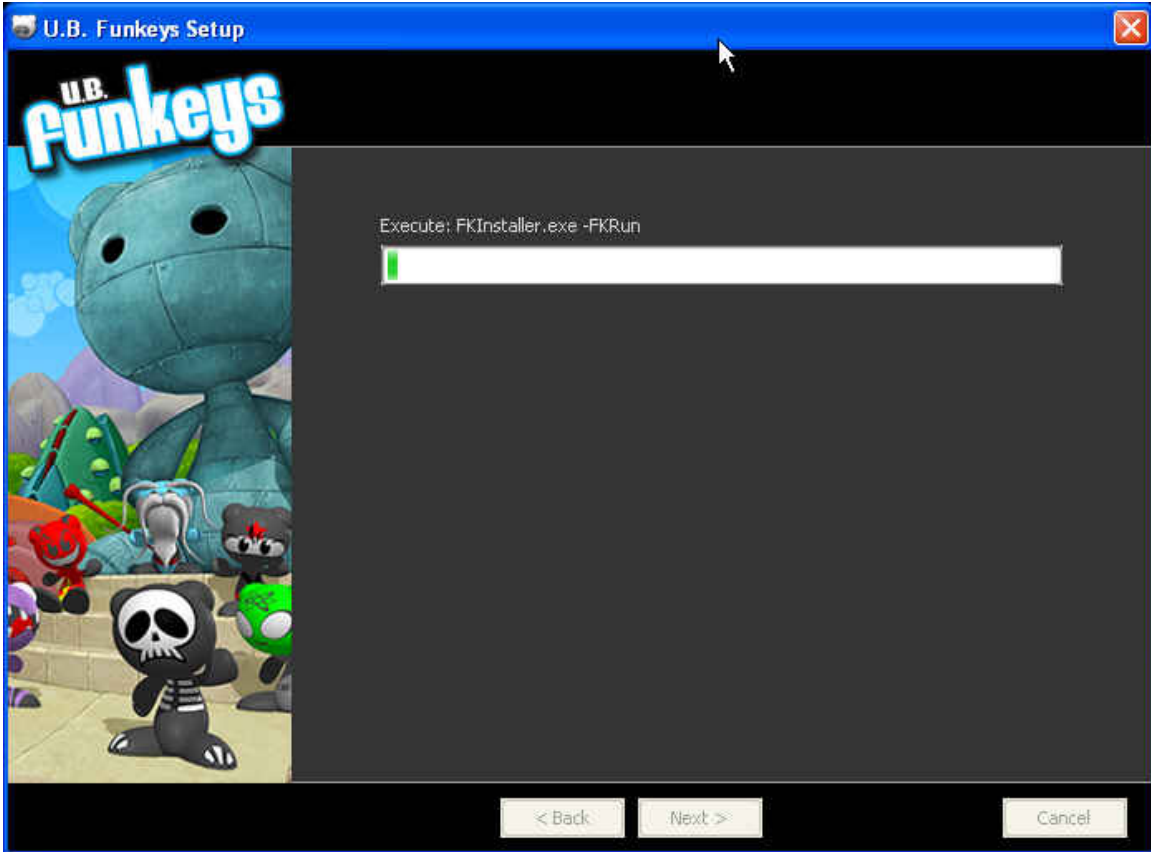 U.B. Funkeys Setup
U.B.
funkeys
Execute: FKInstaller.exe -FKRun
< Back
Next >
Cancel